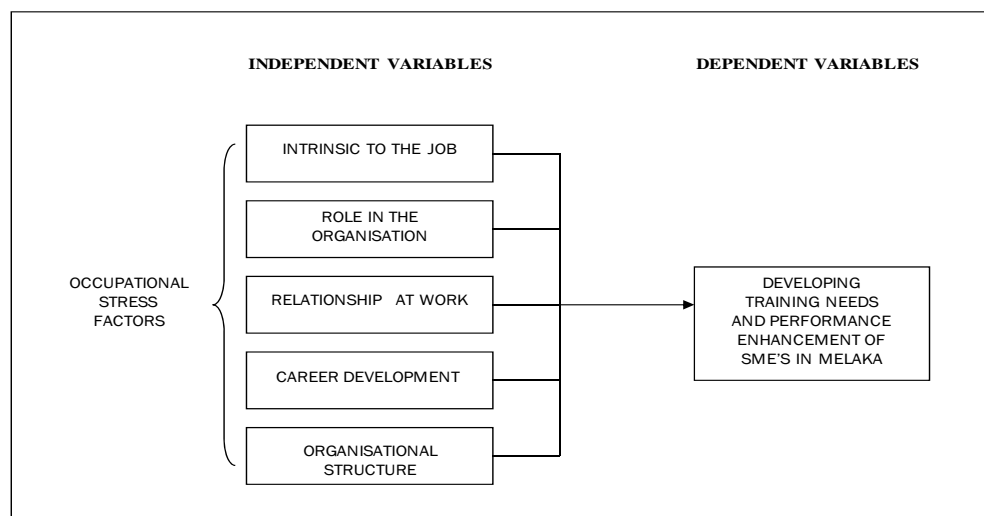 INDEPENDENT VARIABLES
DEPENDENT VARIABLES
INTRINSIC TO THE JOB
ROLE IN THE
ORGANISATION
OCCUPATIONAL
STRESS
FACTORS
RELATIONSHIP AT WORK
CAREER DEVELOPMENT
ORGANISATIONAL
STRUCTURE
DEVELOPING
TRAINING NEEDS
AND PERFORMANCE
ENHANCEMENT OF
SME'S IN MELAKA